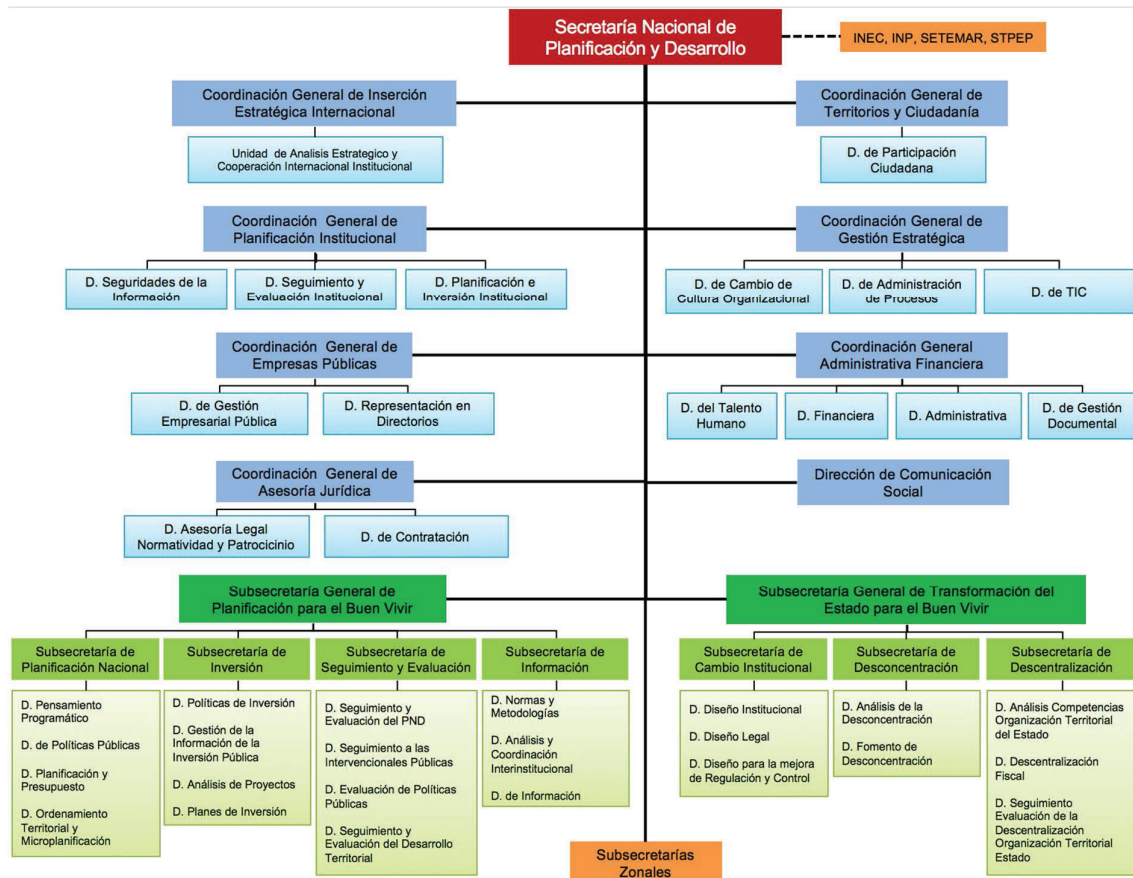 Secretaría Nacional de
Planificación y Desarrollo
INEC, INP, SETEMAR, STPEP
Coordinación General de Inserción
Estratégica Internacional
Coordinación General de
Territorios y Ciudadanía
Unidad de Analisis Estrategico y
Cooperación Internacional Institucional
D. de Participación
Ciudadana
Coordinación General de
Planificación Institucional
Coordinación General de
Gestión Estratégica
D. Seguridades de la
Información
D. Seguimiento y
Evaluación Institucional
D. Planificación e
Inversión Institucional
D. de Cambio de
Cultura Organizacional
D. de Administración
de Procesos
D. de TIC
Coordinación General de
Empresas Públicas
Coordinación General
Administrativa Financiera
D. de Gestión
Empresarial Pública
D. Representación en
Directorios
D. del Talento
Humano
D. Financiera
D. Administrativa
D. de Gestión
Documental
Coordinación General de
Asesoría Jurídica
Dirección de Comunicación
Social
D. Asesoría Legal
Normatividad y Patrocicinio
D. de Contratación
Subsecretaría General de
Planificación para el Buen Vivir
Subsecretaría General de Transformación del
Estado para el Buen Vivir
Subsecretaría de
Planificación Nacional
Subsecretaría de
Inversión
Subsecretaría de
Seguimiento y Evaluación
Subsecretaría de
Información
Subsecretaría de
Cambio Institucional
Subsecretaría de
Desconcentración
Subsecretaría de
Descentralización
D. Pensamiento
Programático
D. de Políticas Públicas
D. Planificación y
Presupuesto
D. Ordenamiento
Territorial y
Microplanificación
D. Políticas de Inversión
D. Gestión de la
Información de la
Inversión Pública
D. Análisis de Proyectos
D. Planes de Inversión
D. Seguimiento y
Evaluación del PND
D. Seguimiento a las
Intervencionales Públicas
D. Evaluación de Políticas
Públicas
D. Seguimiento y
Evaluación del Desarrollo
Territorial
D. Normas y
Metodologías
D. Análisis y
Coordinación
Interinstitucional
D. de Información
D. Diseño Institucional
D. Diseño Legal
D. Diseño para la mejora
de Regulación y Control
D. Análisis de la
Desconcentración
D. Fomento de
Desconcentración
D. Análisis Competencias
Organización Territorial
del Estado
D. Descentralización
Fiscal
D. Seguimiento
Evaluación de la
Descentralización
Organización Territorial
Estado
Subsecretarías
Zonales